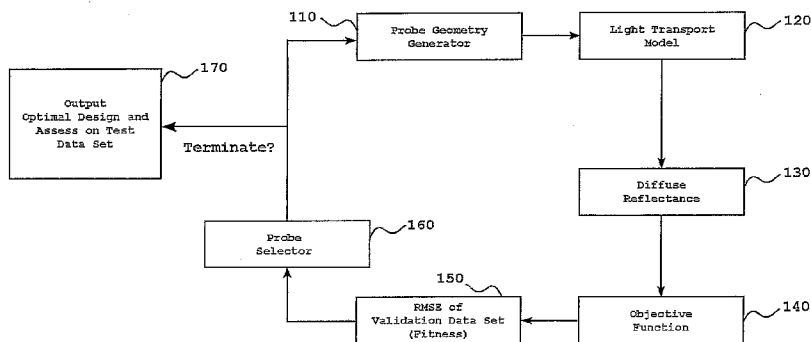 110
Probe Geometry
Generator
Light Transport
Model
120
170
Output
Optimal Design and
Assess on Test
Data Set
Terminate?
Diffuse
Reflectance
130
Probe
Selector
160
150
RMSE of
Validation Data Set
(Fitness)
Objective
Function
140